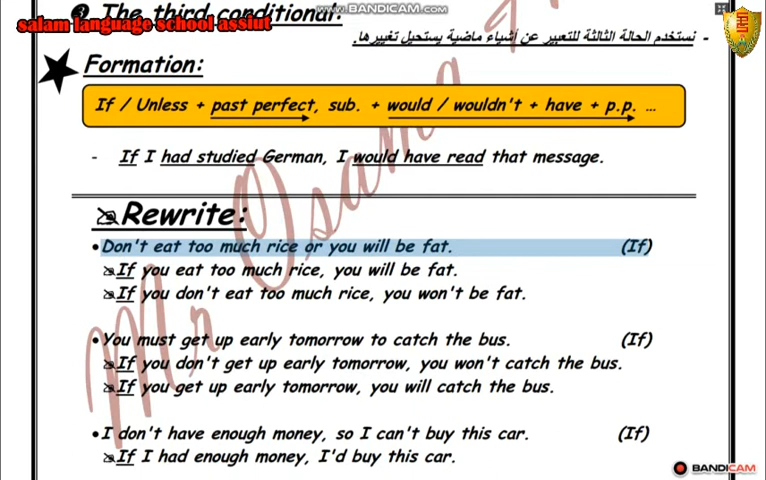 www.BANDICAM.com
❸ The third conditional:
salam language school assiut
- نستخدم الحالة الثالثة للتعبير عن أشياء ماضية يستحيل تغييرها.
Formation:
If / Unless + past perfect, sub. + would / wouldn't + have + p.p. …
- If I had studied German, I would have read that message.
Rewrite:
•Don't eat too much rice or you will be fat. (If)
If you eat too much rice, you will be fat.
If you don't eat too much rice, you won't be fat.
•You must get up early tomorrow to catch the bus. (If)
If you don't get up early tomorrow, you won't catch the bus.
If you get up early tomorrow, you will catch the bus.
•I don't have enough money, so I can't buy this car. (If)
If I had enough money, I'd buy this car.
Mr Osama
BANDICAM